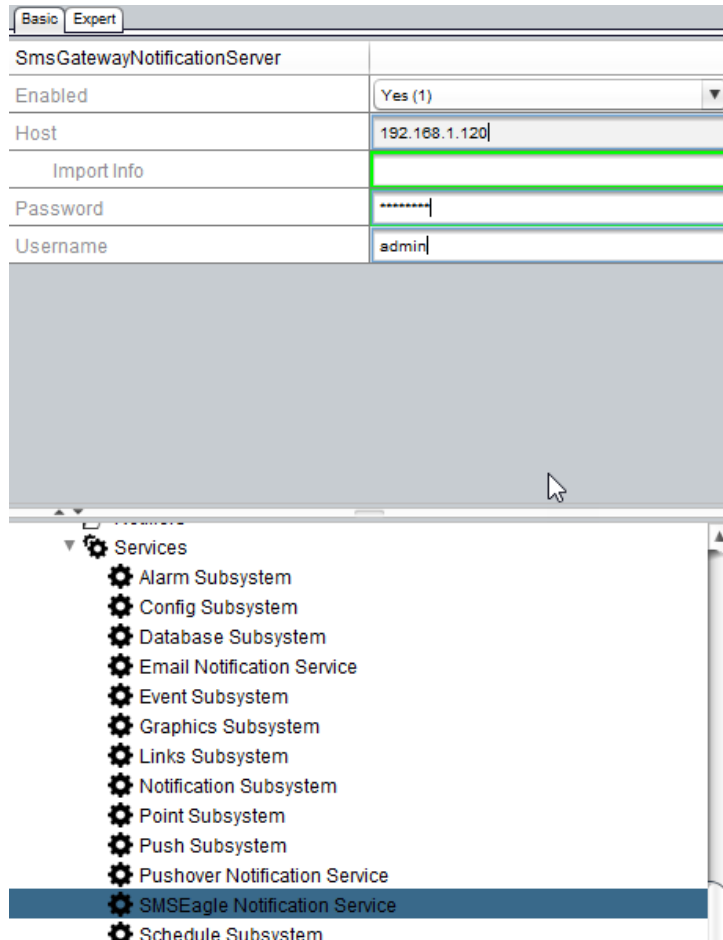 Basic Expert
SmsGatewayNotificationServer
Enabled Yes (1)
Host 192.168.1.120
Import Info
Password ********
Username admin
Services
Alarm Subsystem
Config Subsystem
Database Subsystem
Email Notification Service
Event Subsystem
Graphics Subsystem
Links Subsystem
Notification Subsystem
Point Subsystem
Push Subsystem
Pushover Notification Service
SMSEagle Notification Service
Schedule Subsystem